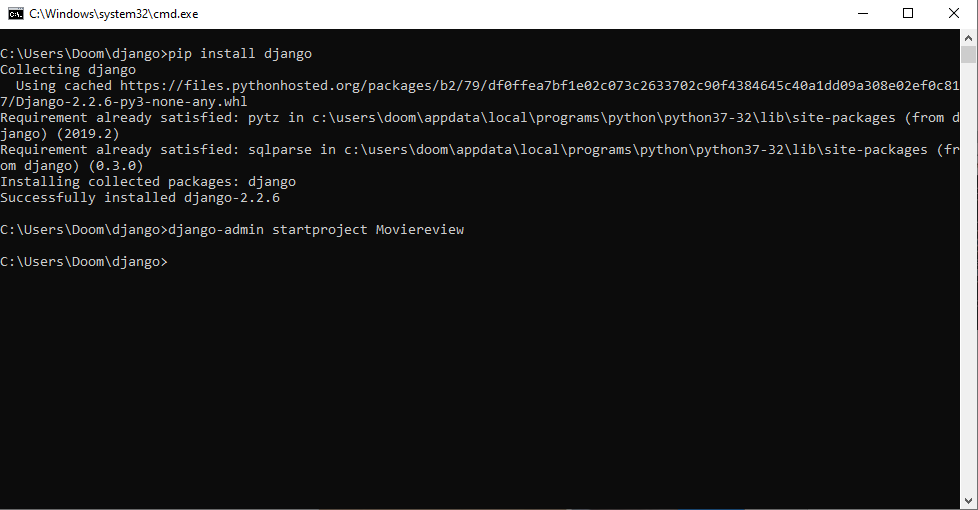 C:\Windows\system32\cmd.exe
C:\Users\Doom\django>pip install django
Collecting django
  Using cached https://files.pythonhosted.org/packages/b2/79/df0ffea7bf1e02c073c2633702c90f4384645c40a1dd09a308e02ef0c81
7/Django-2.2.6-py3-none-any.whl
Requirement already satisfied: pytz in c:\users\doom\appdata\local\programs\python\python37-32\lib\site-packages (from d
jango) (2019.2)
Requirement already satisfied: sqlparse in c:\users\doom\appdata\local\programs\python\python37-32\lib\site-packages (fr
om django) (0.3.0)
Installing collected packages: django
Successfully installed django-2.2.6
C:\Users\Doom\django>django-admin startproject Moviereview
C:\Users\Doom\django>